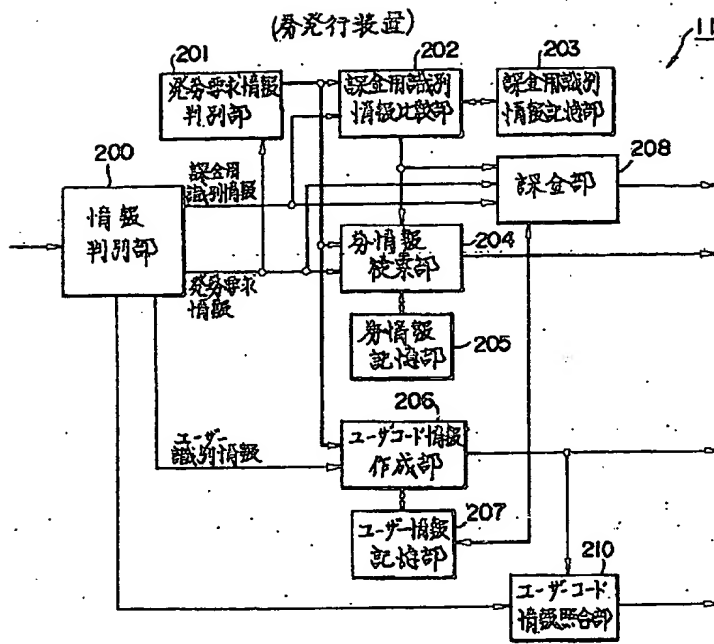 (券発行装置)
11
201
発券要求情報
判別部
202
課金用識別
情報比較部
203
課金用識別
情報記憶部
200
情報
判別部
課金用
識別情報
発券要求
情報
208
課金部
券情報
検索部
204
券情報
記憶部
205
206
ユーザコード情報
作成部
ユーザー
識別情報
ユーザー情報
記憶部
207
210
ユーザーコード
情報照合部